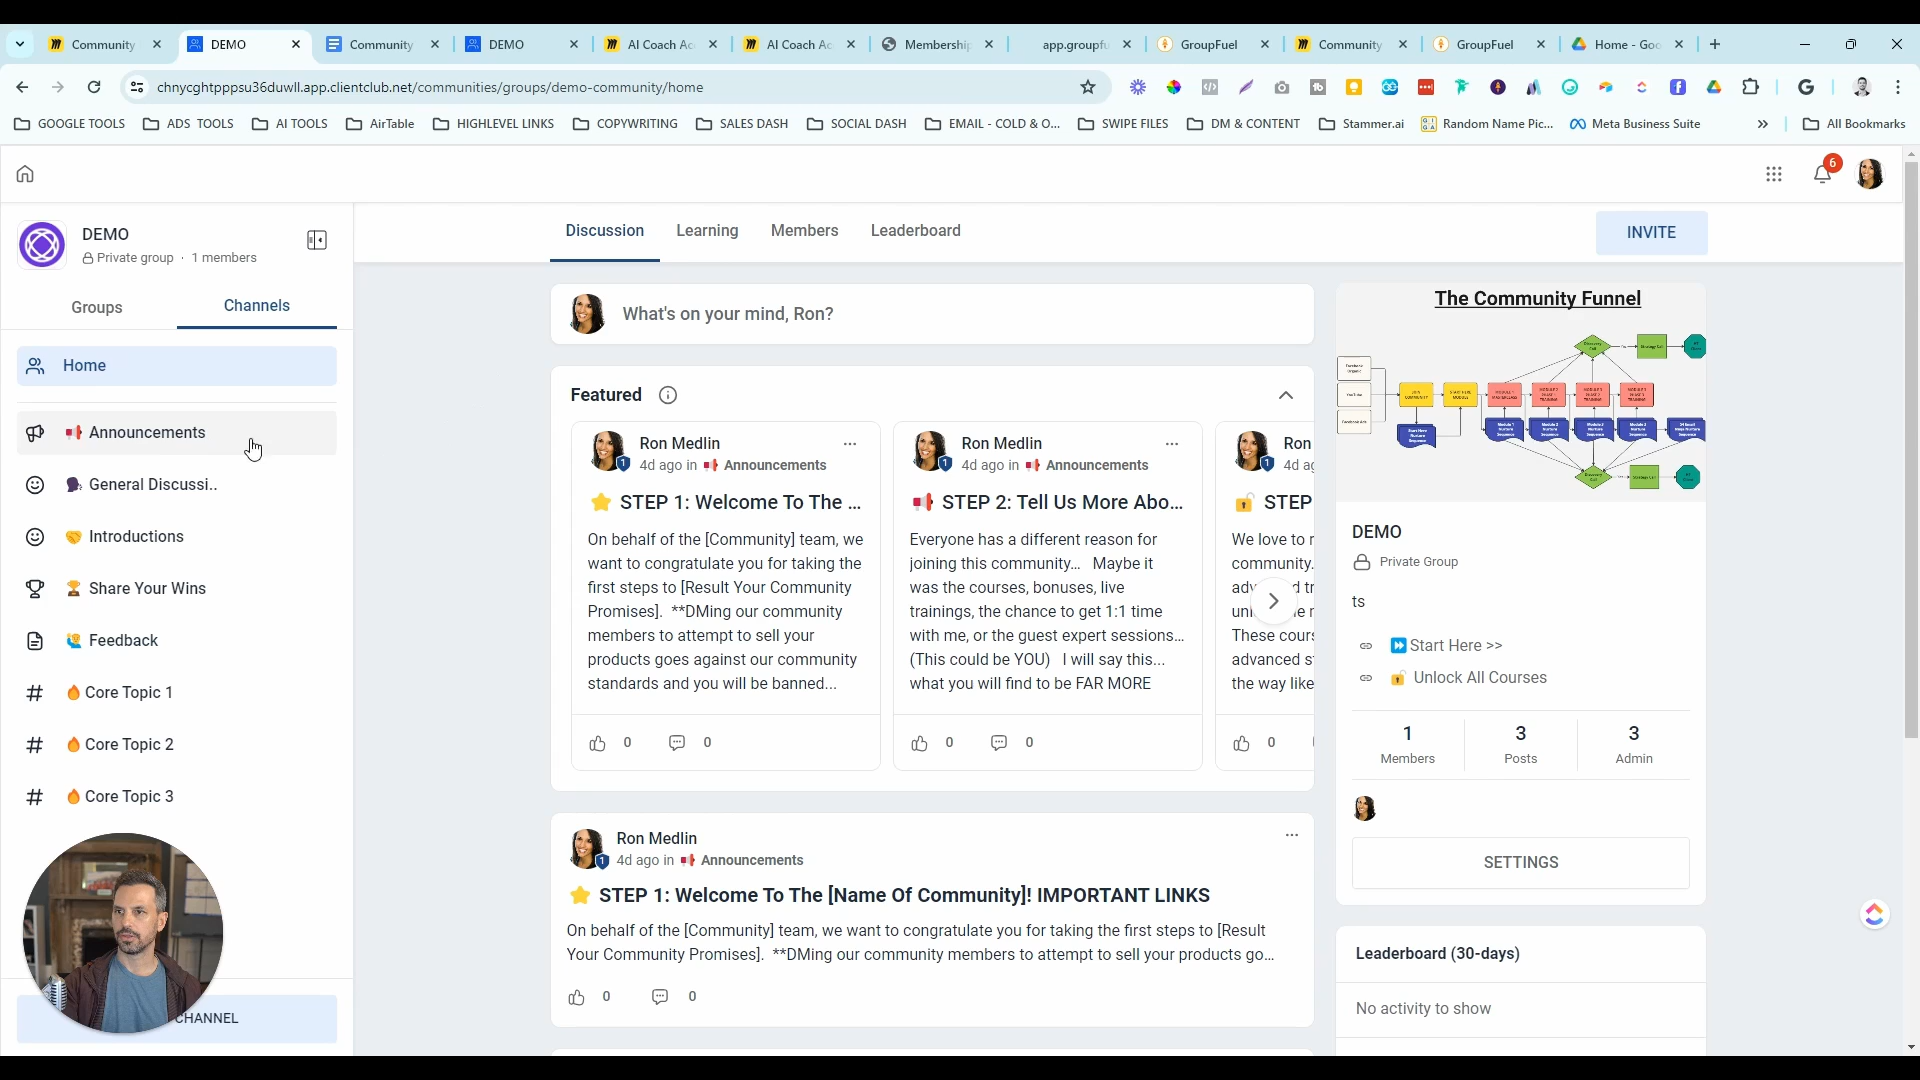 Community
DEMO
Community
DEMO
AI Coach Ac
AI Coach Ac
Membership
app.groupfu
GroupFuel
Community
GroupFuel
Home - Goo
chnycghtpppsu36duwll.app.clientclub.net/communities/groups/demo-community/home
GOOGLE TOOLS
ADS TOOLS
AI TOOLS
AirTable
HIGHLEVEL LINKS
COPYWRITING
SALES DASH
SOCIAL DASH
EMAIL - COLD & O...
SWIPE FILES
DM & CONTENT
Stammer.ai
Random Name Pic...
Meta Business Suite
All Bookmarks
6
DEMO
Private group · 1 members
Groups
Channels
Home
Announcements
General Discussi..
Introductions
Share Your Wins
Feedback
# Core Topic 1
# Core Topic 2
# Core Topic 3
CHANNEL
Discussion
Learning
Members
Leaderboard
INVITE
What's on your mind, Ron?
Featured
Ron Medlin
1
4d ago in Announcements
STEP 1: Welcome To The ...
On behalf of the [Community] team, we
want to congratulate you for taking the
first steps to [Result Your Community
Promises]. **DMing our community
members to attempt to sell your
products goes against our community
standards and you will be banned...
0
0
Ron Medlin
1
4d ago in Announcements
STEP 2: Tell Us More Abo...
Everyone has a different reason for
joining this community... Maybe it
was the courses, bonuses, live
trainings, the chance to get 1:1 time
with me, or the guest expert sessions...
(This could be YOU) I will say this...
what you will find to be FAR MORE
0
0
Ron
1
4d ag
STEP
We love to r
community.
These cours
advanced s
the way like
0
Ron Medlin
1
4d ago in Announcements
STEP 1: Welcome To The [Name Of Community]! IMPORTANT LINKS
On behalf of the [Community] team, we want to congratulate you for taking the first steps to [Result
Your Community Promises]. **DMing our community members to attempt to sell your products go...
0
0
The Community Funnel
DEMO
Private Group
ts
Start Here >>
Unlock All Courses
1
Members
3
Posts
3
Admin
SETTINGS
Leaderboard (30-days)
No activity to show